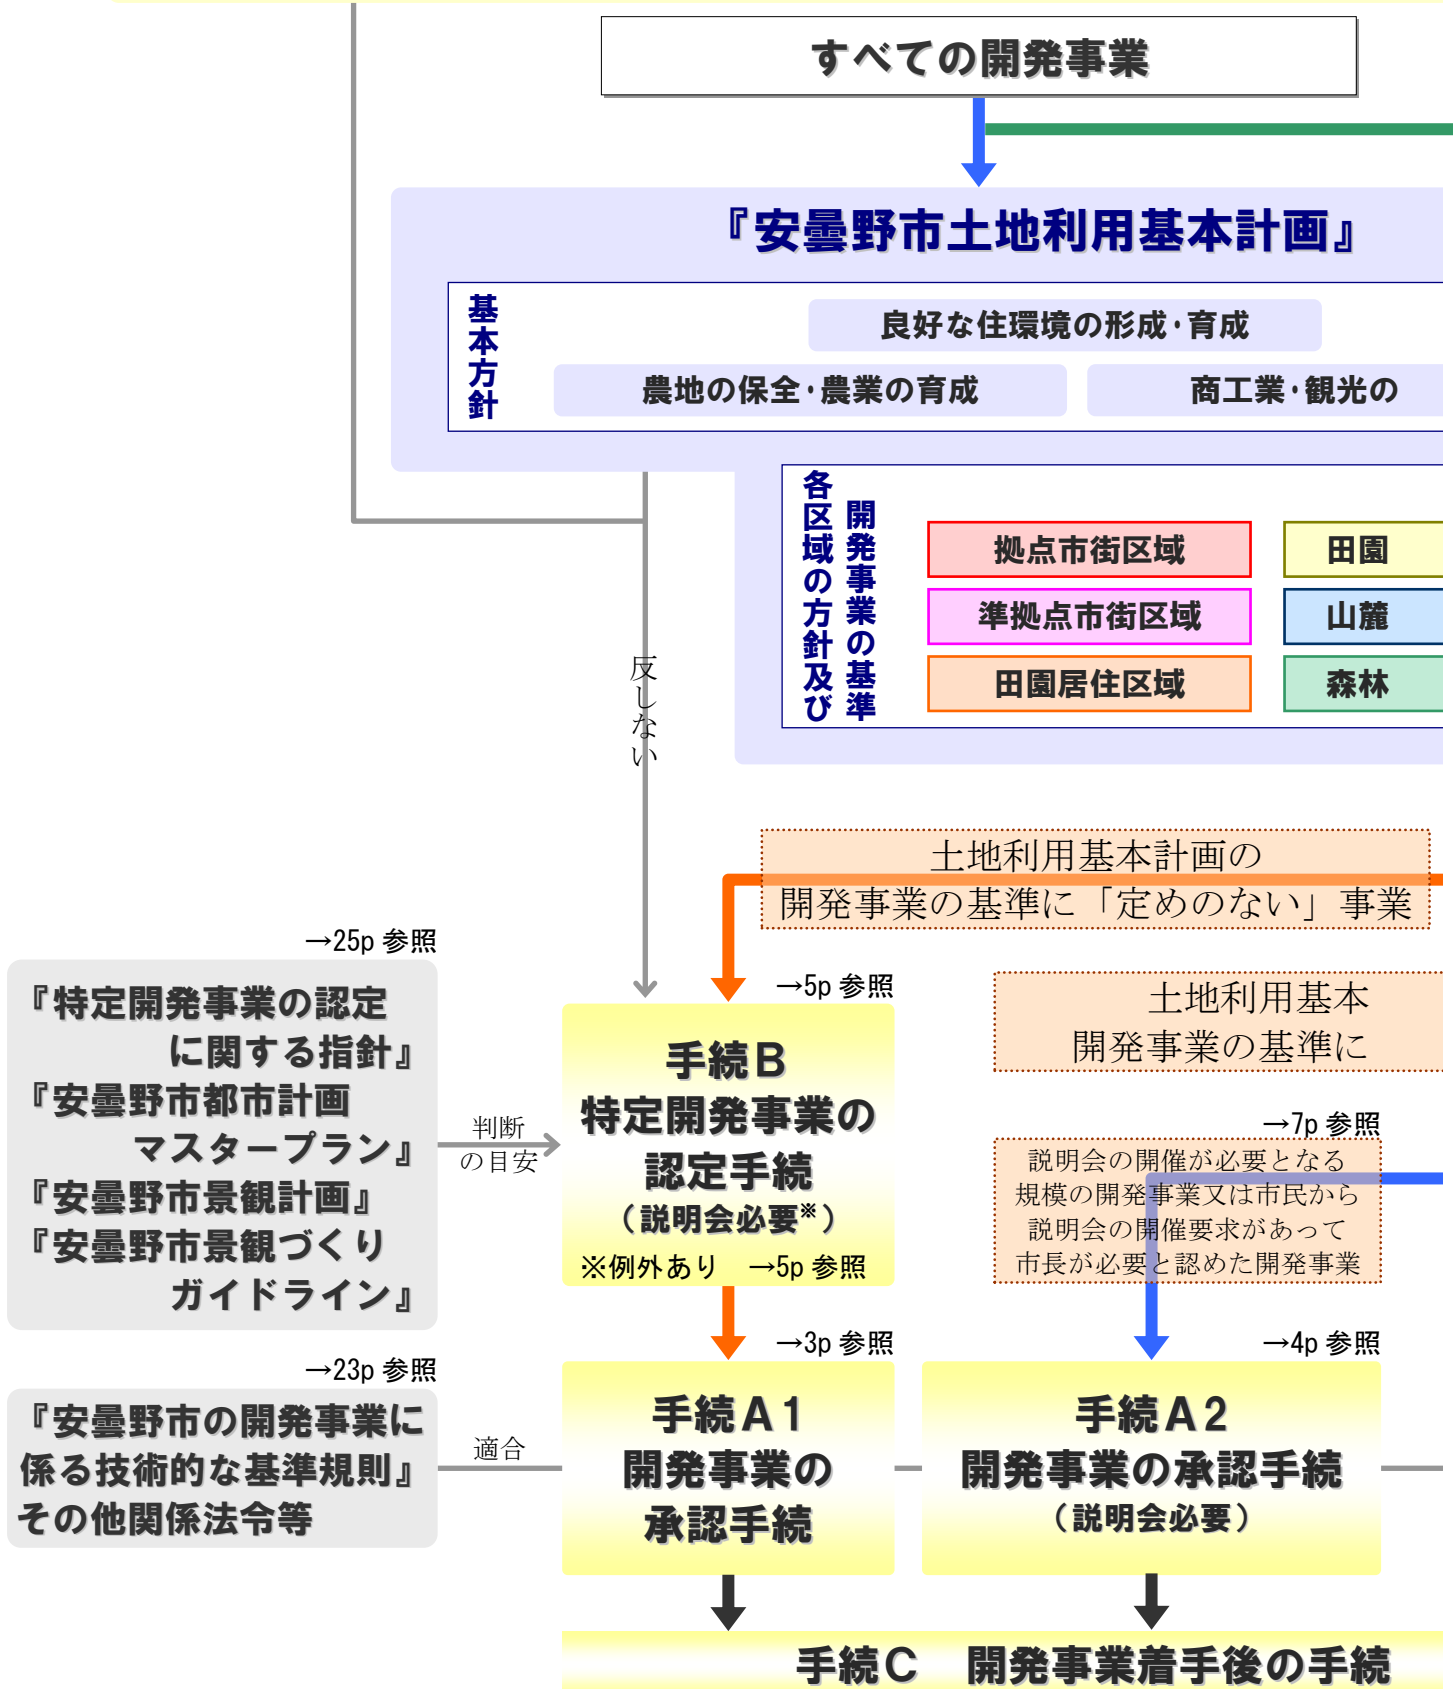 すべての開発事業
『安曇野市土地利用基本計画』
基本方針
良好な住環境の形成・育成
農地の保全・農業の育成
商工業・観光の
各区域の方針及び
開発事業の基準
拠点市街区域
田園
準拠点市街区域
山麓
田園居住区域
森林
反しない
土地利用基本計画の
開発事業の基準に「定めのない」事業
→25p 参照
『特定開発事業の認定
に関する指針』
『安曇野市都市計画
マスタープラン』
『安曇野市景観計画』
『安曇野市景観づくり
ガイドライン』
判断
の目安
→5p 参照
手続B
特定開発事業の
認定手続
（説明会必要※）
※例外あり　→5p 参照
土地利用基本
開発事業の基準に
→7p 参照
説明会の開催が必要となる
規模の開発事業又は市民から
説明会の開催要求があって
市長が必要と認めた開発事業
→23p 参照
『安曇野市の開発事業に
係る技術的な基準規則』
その他関係法令等
適合
→3p 参照
手続A1
開発事業の
承認手続
→4p 参照
手続A2
開発事業の承認手続
（説明会必要）
手続C　開発事業着手後の手続